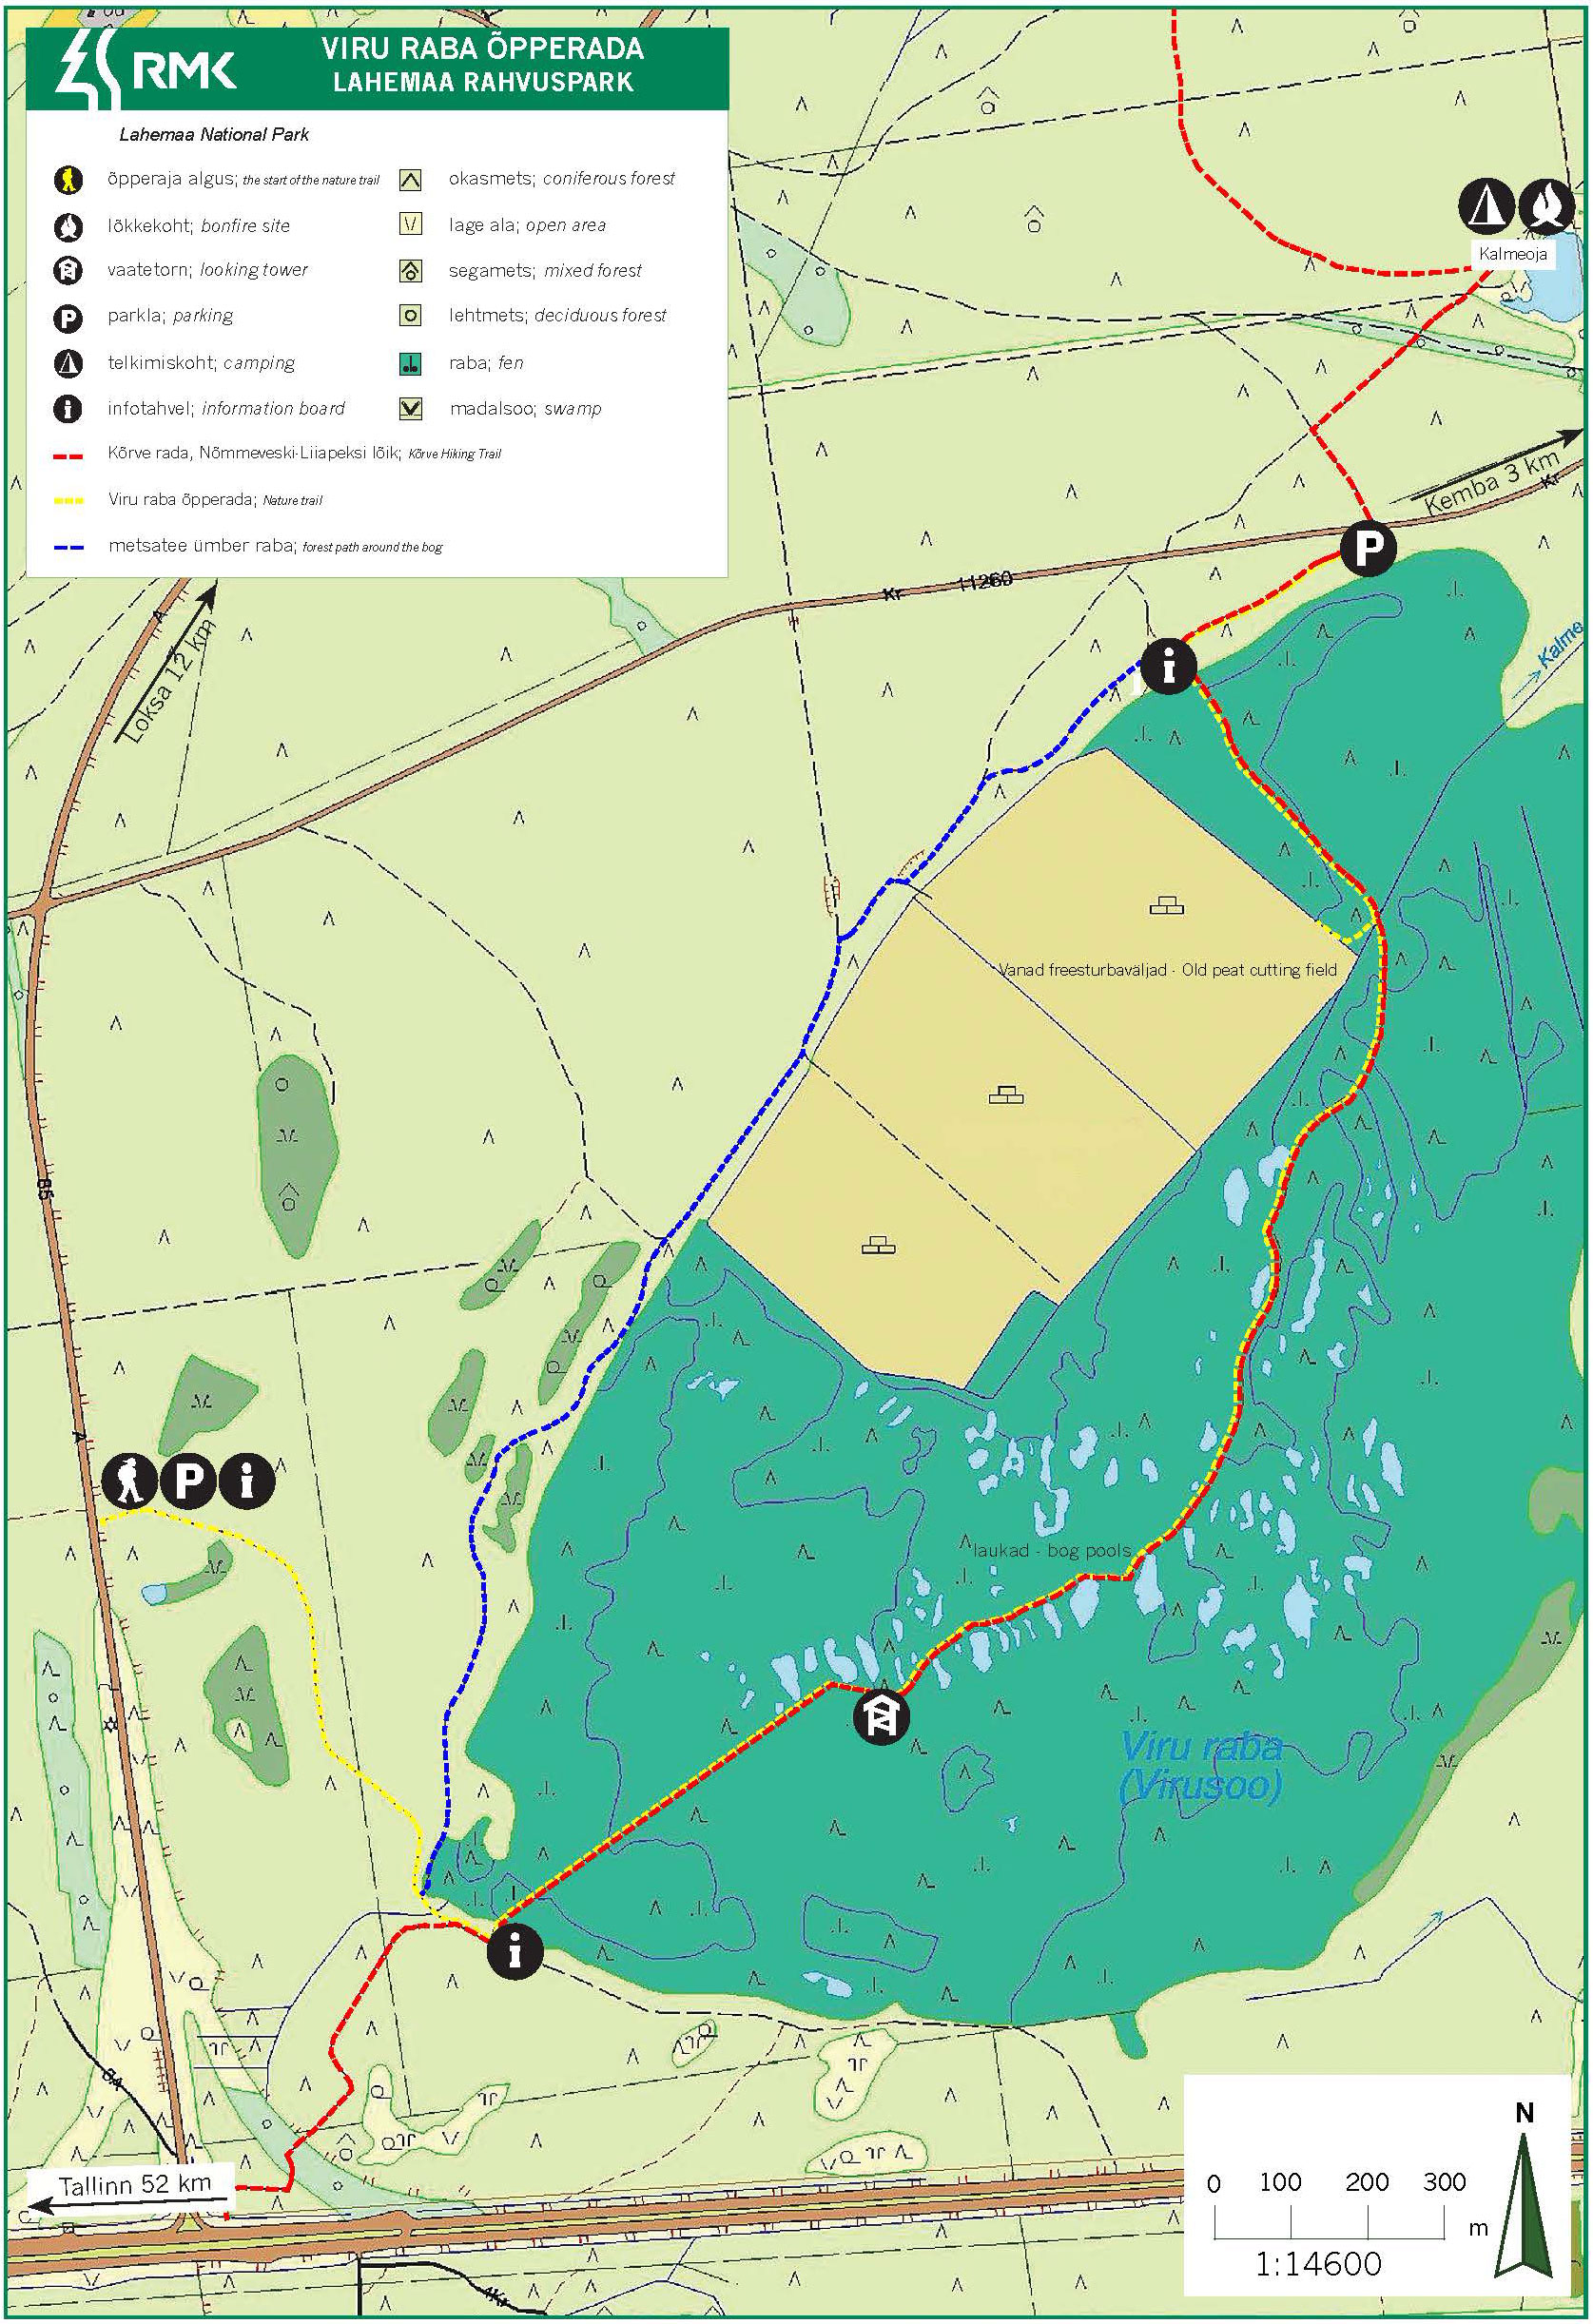 RMK
VIRU RABA ÕPPERADA
LAHEMAA RAHVUSPARK
Lahemaa National Park
õpperaja algus; the start of the nature trail
lõkkekoht; bonfire site
vaatetorn; looking tower
parkla; parking
telkimiskoht; camping
infotahvel; information board
okasmets; coniferous forest
lage ala; open area
segamets; mixed forest
lehtmets; deciduous forest
raba; fen
madalsoo; swamp
Kõrve rada, Nõmmeveski-Liiapeksi lõik; Kõrve Hiking Trail
Viru raba õpperada; Nature trail
metsatee ümber raba; forest path around the bog
Kalmeoja
Kemba 3 km
Kr
P
Kr 11260
i
Kalme
Loksa 12 km
A
Vanad freesturbaväljad - Old peat cutting field
85
A
P i
laukad - bog pools
Viru raba
(Virusoo)
i
Tallinn 52 km
N
0 100 200 300
m
1:14600